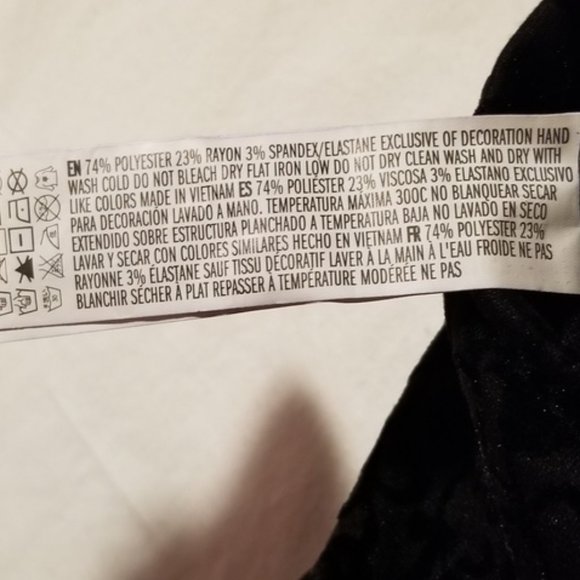 EN 74% POLYESTER 23% RAYON 3% SPANDEX/ELASTANE EXCLUSIVE OF DECORATION HAND
WASH COLD DO NOT BLEACH DRY FLAT IRON LOW DO NOT DRY CLEAN WASH AND DRY WITH
LIKE COLORS MADE IN VIETNAM ES 74% POLIÉSTER 23% VISCOSA 3% ELASTANO EXCLUSIVO
PARA DECORACIÓN LAVADO A MANO. TEMPERATURA MÁXIMA 300C NO BLANQUEAR SECAR
EXTENDIDO SOBRE ESTRUCTURA PLANCHADO A TEMPERATURA BAJA NO LAVADO EN SECO
LAVAR Y SECAR CON COLORES SIMILARES HECHO EN VIETNAM FR 74% POLYESTER 23%
RAYONNE 3% ÉLASTANE SAUF TISSU DÉCORATIF LAVER À LA MAIN À L'EAU FROIDE NE PAS
BLANCHIR SÉCHER À PLAT REPASSER À TEMPÉRATURE MODÉRÉE NE PAS